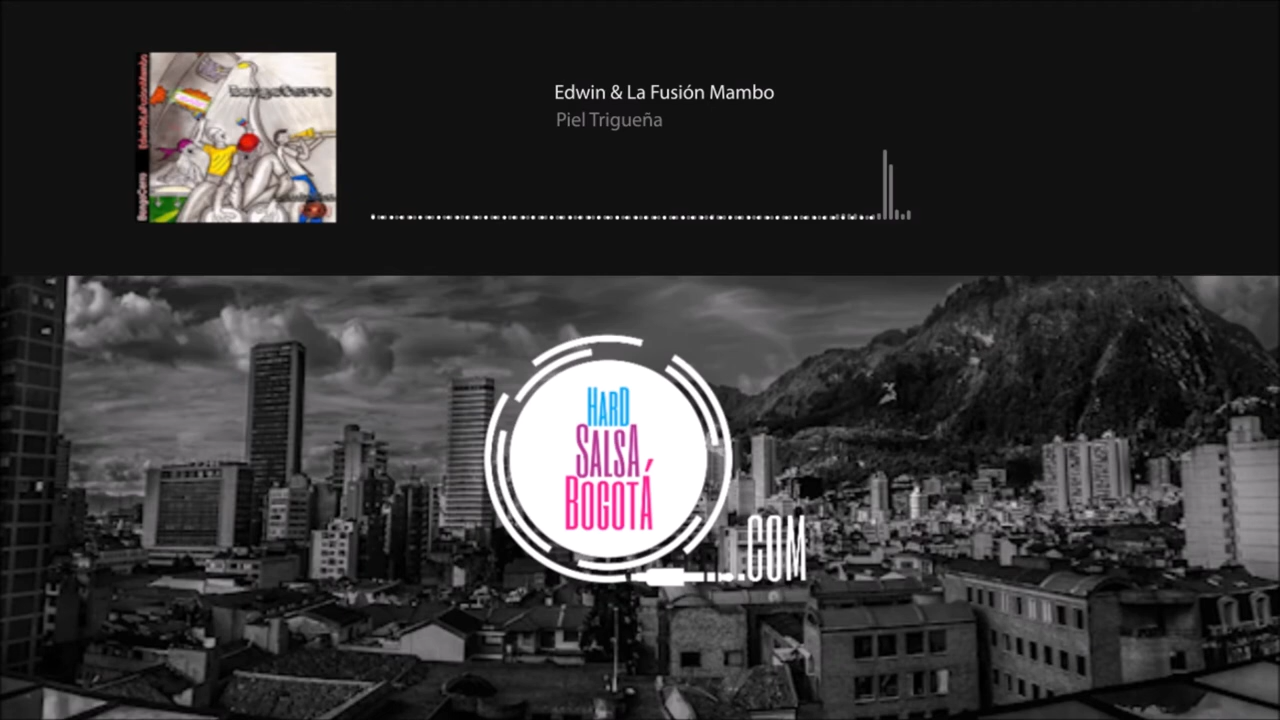 Edwin & La Fusión Mambo
Piel Trigueña
HARD
SALSA
BOGOTÁ
.COM